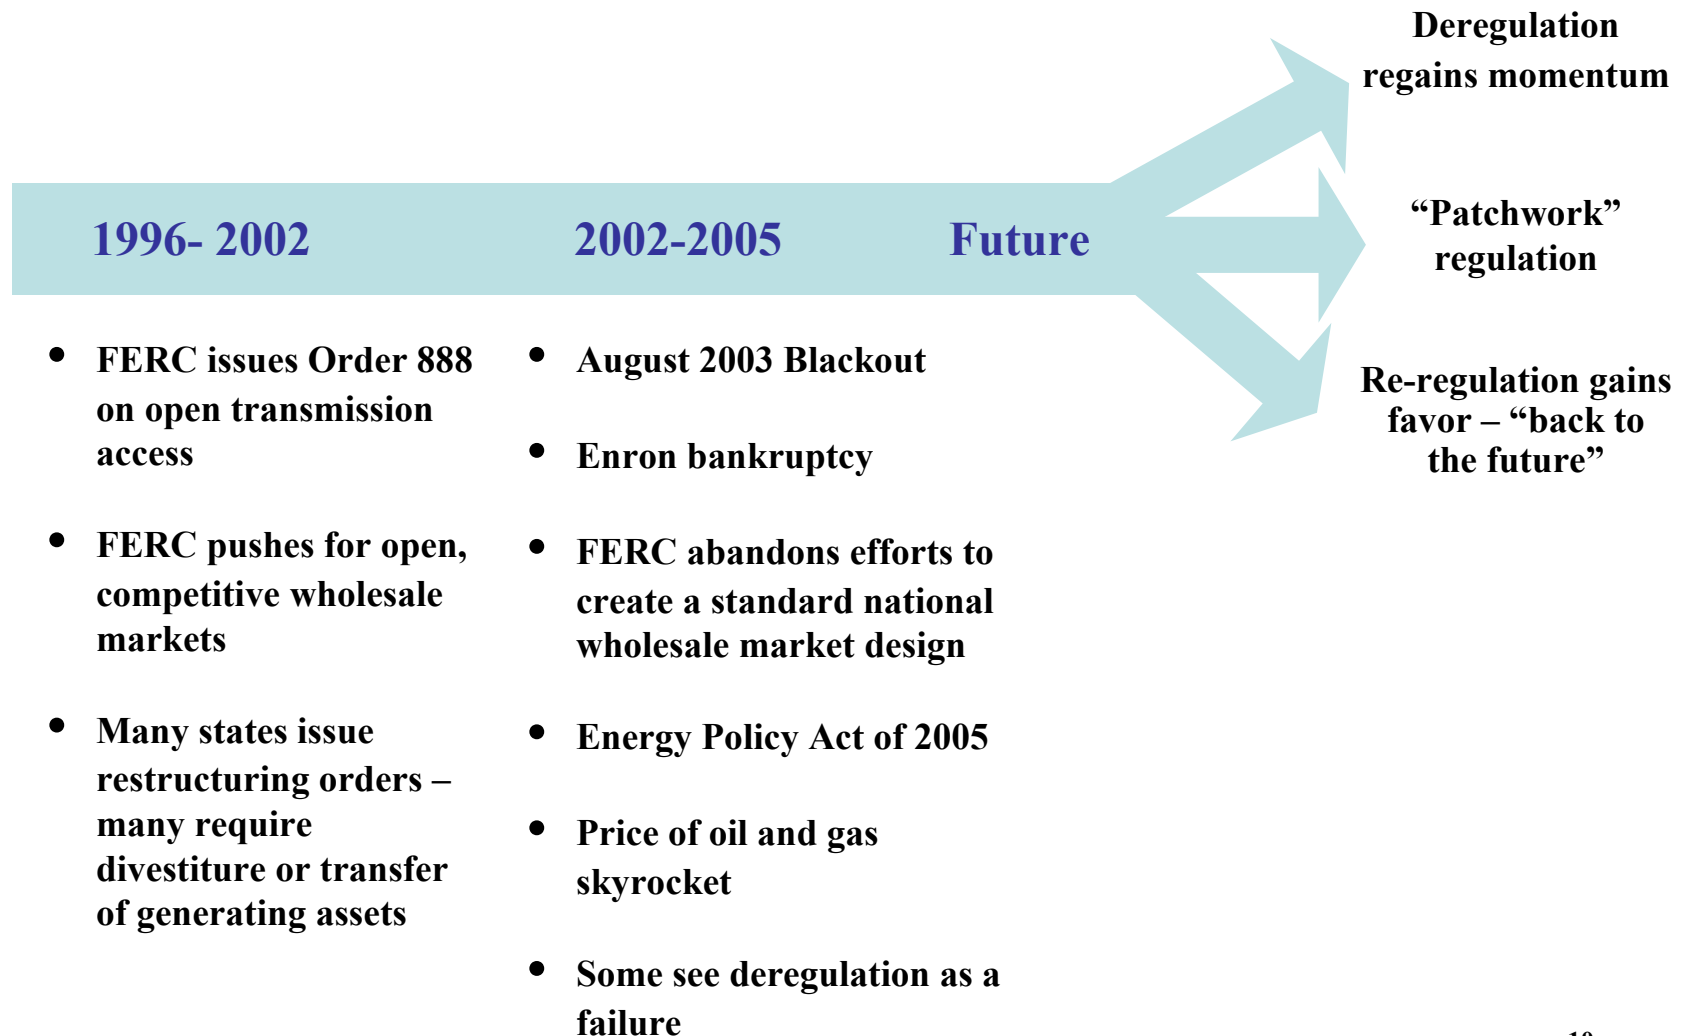 Deregulation
regains momentum
“Patchwork”
regulation
Re-regulation gains
favor – “back to
the future”
1996- 2002
2002-2005
Future
• FERC issues Order 888
on open transmission
access
• FERC pushes for open,
competitive wholesale
markets
• Many states issue
restructuring orders –
many require
divestiture or transfer
of generating assets
• August 2003 Blackout
• Enron bankruptcy
• FERC abandons efforts to
create a standard national
wholesale market design
• Energy Policy Act of 2005
• Price of oil and gas
skyrocket
• Some see deregulation as a
failure